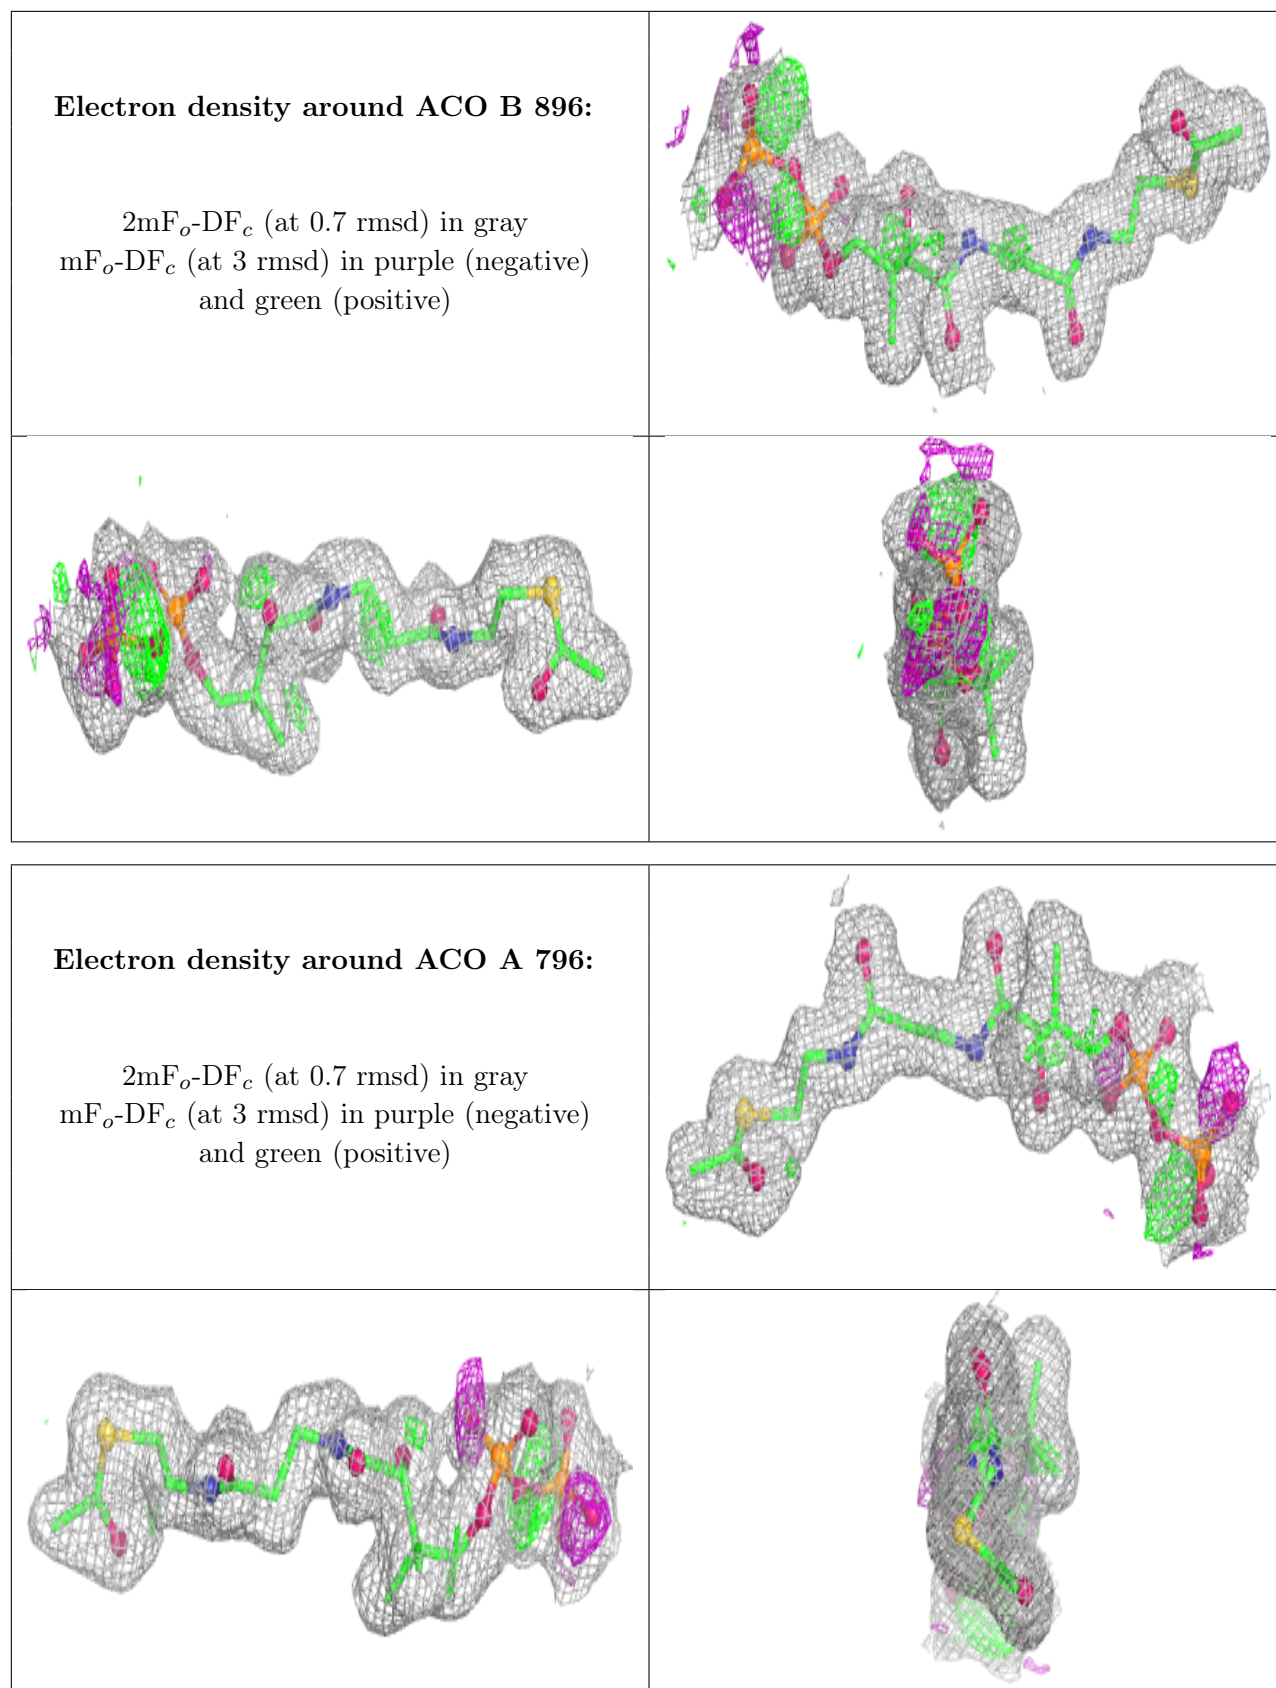 Electron density around ACO B 896:
2mFo-DFc (at 0.7 rmsd) in gray
mFo-DFc (at 3 rmsd) in purple (negative)
and green (positive)
Electron density around ACO A 796:
2mFo-DFc (at 0.7 rmsd) in gray
mFo-DFc (at 3 rmsd) in purple (negative)
and green (positive)